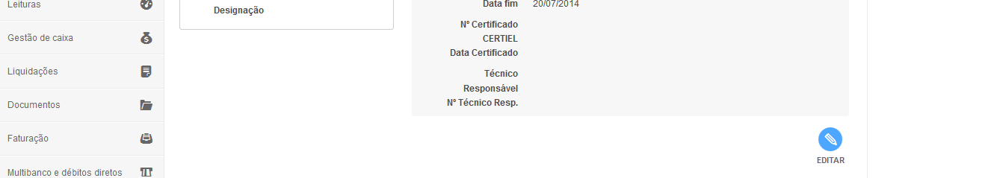 Leituras
Gestão de caixa
Liquidações
Documentos
Faturação
Multibanco e débitos diretos
Designação
Data fim 20/07/2014
Nº Certificado
CERTIEL
Data Certificado
Técnico
Responsável
Nº Técnico Resp.
EDITAR